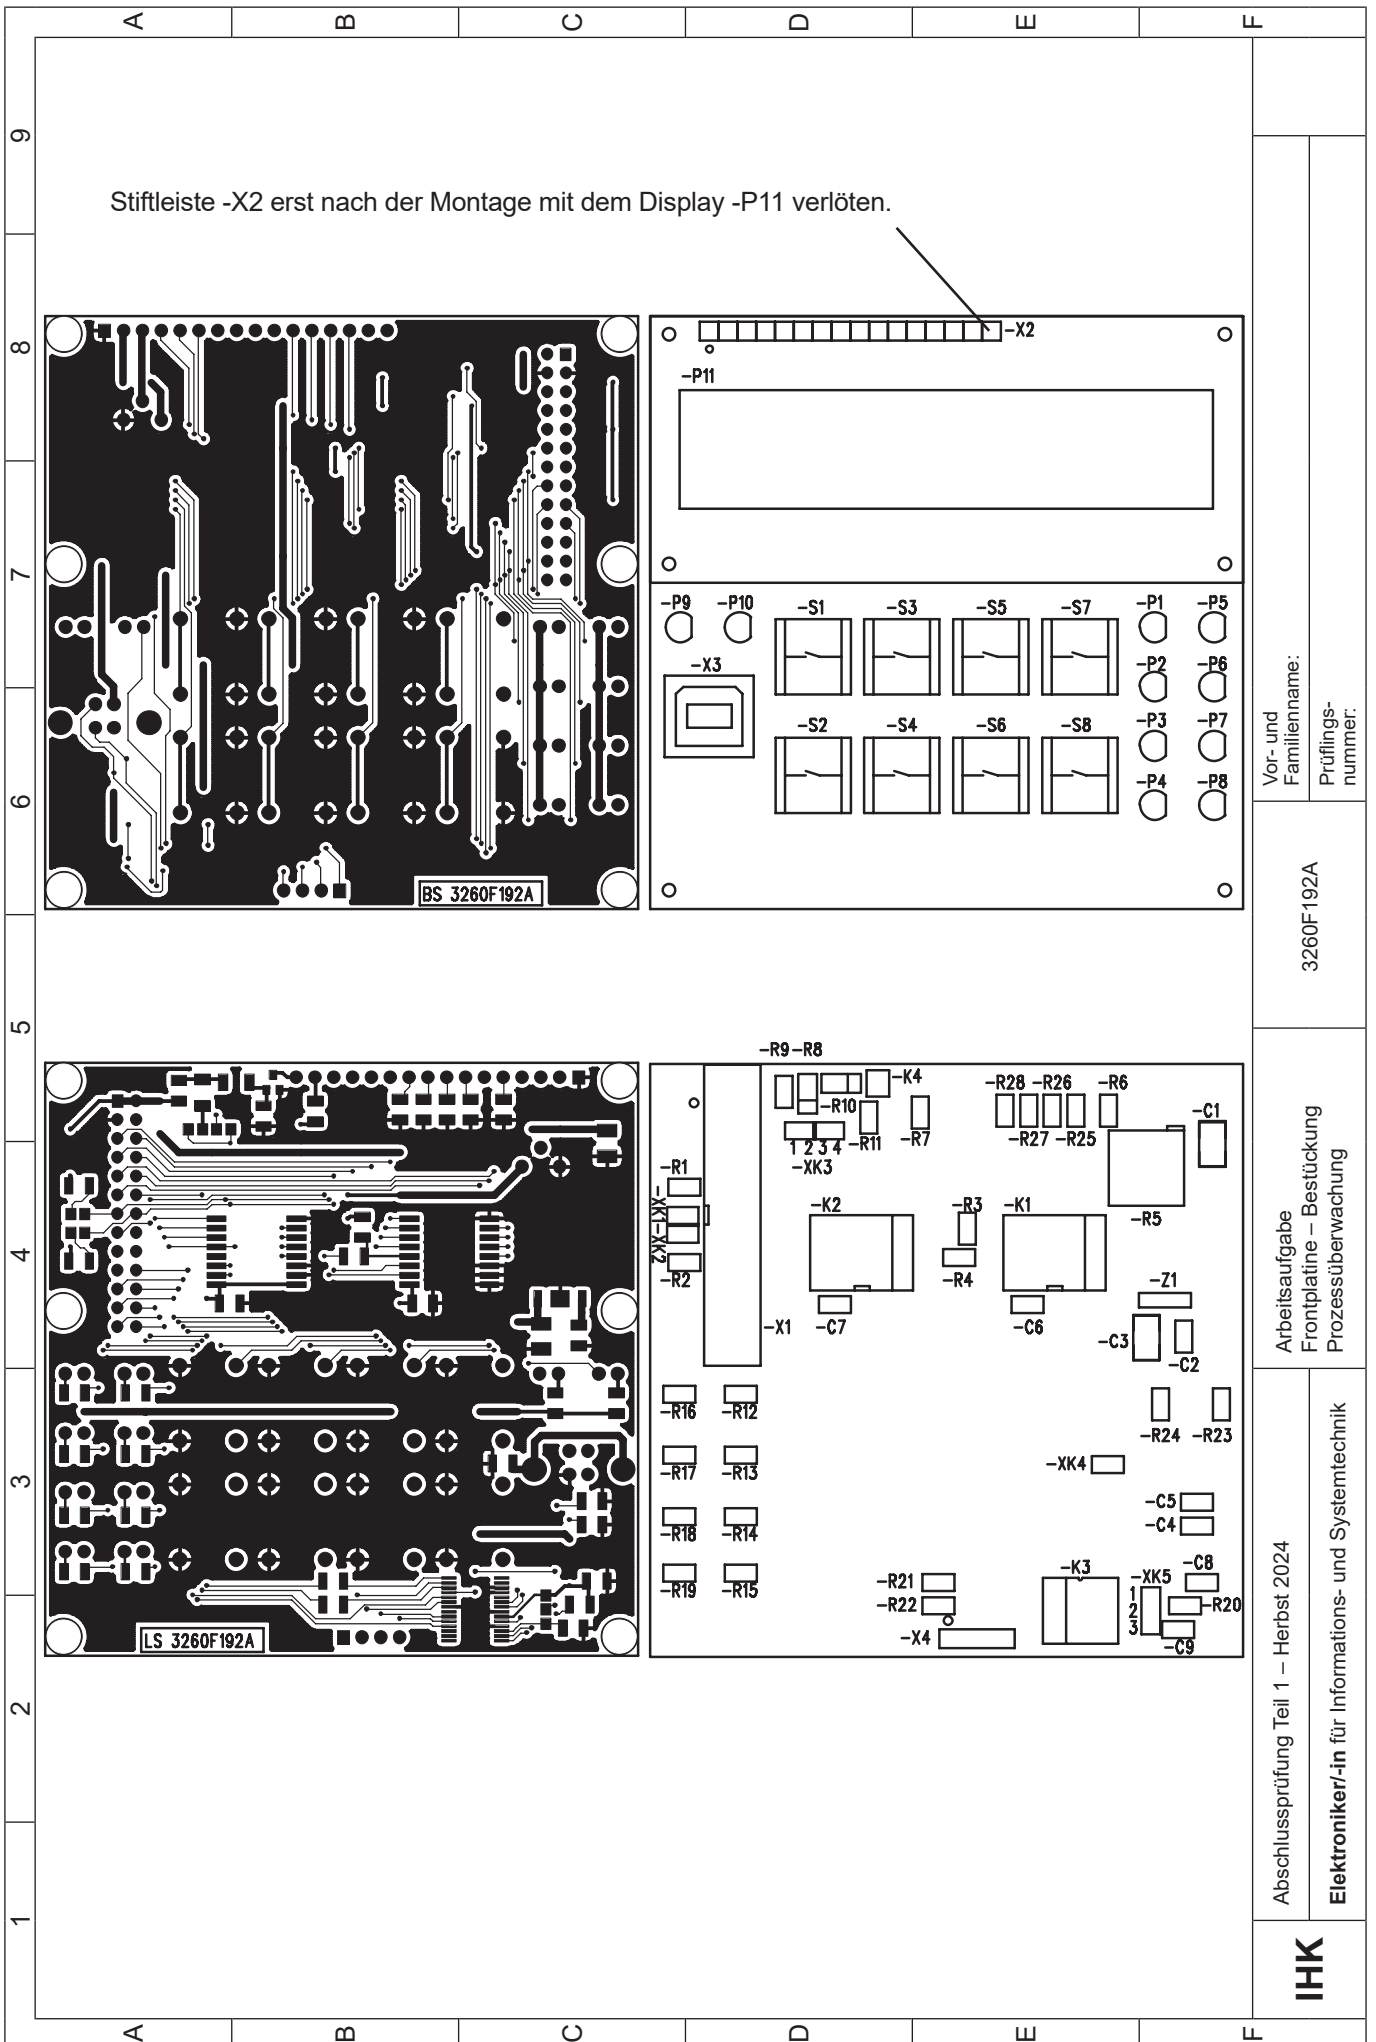 A
B
C
D
E
F
9
8
7
6
5
4
3
2
1
Stiftleiste -X2 erst nach der Montage mit dem Display -P11 verlöten.
-X2
-P11
-P9
-P10
-S1
-S3
-S5
-S7
-P1
-P5
-X3
-P2
-P6
-S2
-S4
-S6
-S8
-P3
-P7
-P4
-P8
BS 3260F192A
-R9-R8
-K4
-R28
-R26
-R6
-C1
-R10
-R11
-R7
-R27
-R25
1 2 3 4
-XK3
-R1
-XK1-XK2
-K2
-R3
-K1
-R5
-R2
-R4
-Z1
-X1
-C7
-C6
-C3
-C2
-R16
-R12
-R24
-R23
-R17
-R13
-XK4
-R18
-R14
-C5
-C4
-R19
-R15
-R21
-R22
-K3
-XK5
-C8
1
2
3
-R20
-X4
-C9
LS 3260F192A
Vor- und
Familienname:
Prüflings-
nummer:
3260F192A
Arbeitsaufgabe
Frontplatine – Bestückung
Prozessüberwachung
Abschlussprüfung Teil 1 – Herbst 2024
Elektroniker/-in für Informations- und Systemtechnik
IHK
A
B
C
D
E
F